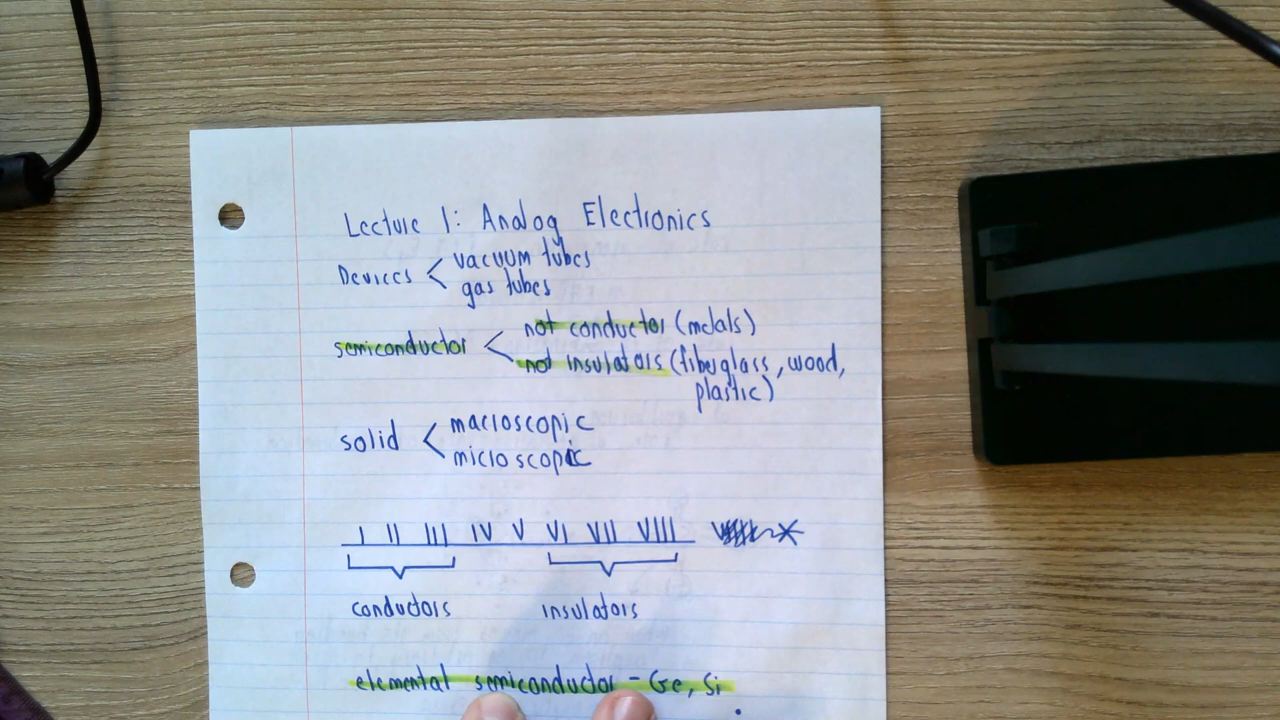 Lecture 1: Analog Electronics
Devices < vacuum tubes
gas tubes
semiconductor < not conductor (metals)
not insulators (fiberglass, wood,
plastic)
solid < macroscopic
microscopic
I II III IV V VI VII VIII
conductors insulators
elemental semiconductor - Ge, Si